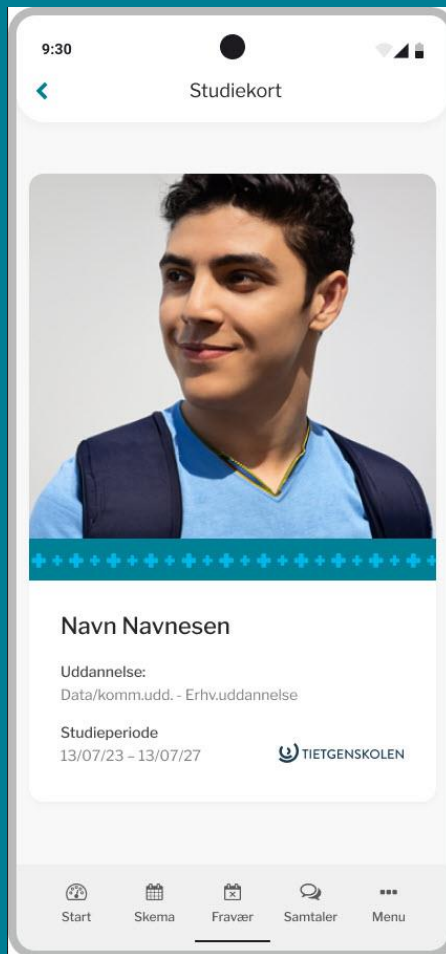 9:30
Studiekort
Navn Navnesen
Uddannelse:
Data/komm.udd. - Erhv.uddannelse
Studieperiode
13/07/23 – 13/07/27
TIETGENSKOLEN
Start
Skema
Fravær
Samtaler
Menu